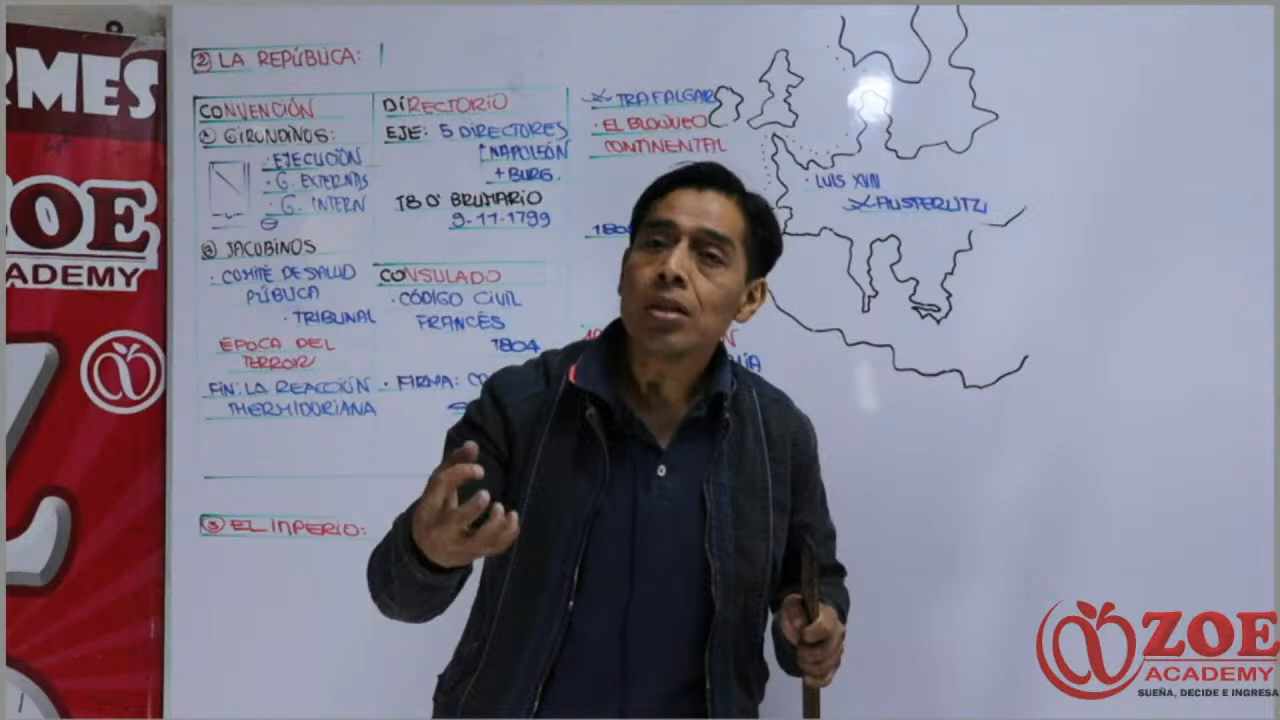 RMES
ZOE
ACADEMY
② LA REPÚBLICA:
CONVENCIÓN
① GIRONDINOS:
· EJECUCIÓN
· G. EXTERNAS
· G. INTERN
② JACOBINOS
· COMITÉ DE SALUD
PÚBLICA
· TRIBUNAL
ÉPOCA DEL
TERROR
FIN: LA REACCIÓN
THERMIDORIANA
DIRECTORIO
EJE: 5 DIRECTORES
NAPOLEÓN
+ BURG.
18 O BRUMARIO
9-11-1799
CONSULADO
· CÓDIGO CIVIL
FRANCÉS
1804
· FIRMA: CO
③ EL IMPERIO:
TRAFALGAR
· EL BLOQUEO
CONTINENTAL
180
· LUIS XVIII
AUSTERLITZ
ZOE
ACADEMY
SUEÑA, DECIDE E INGRESA